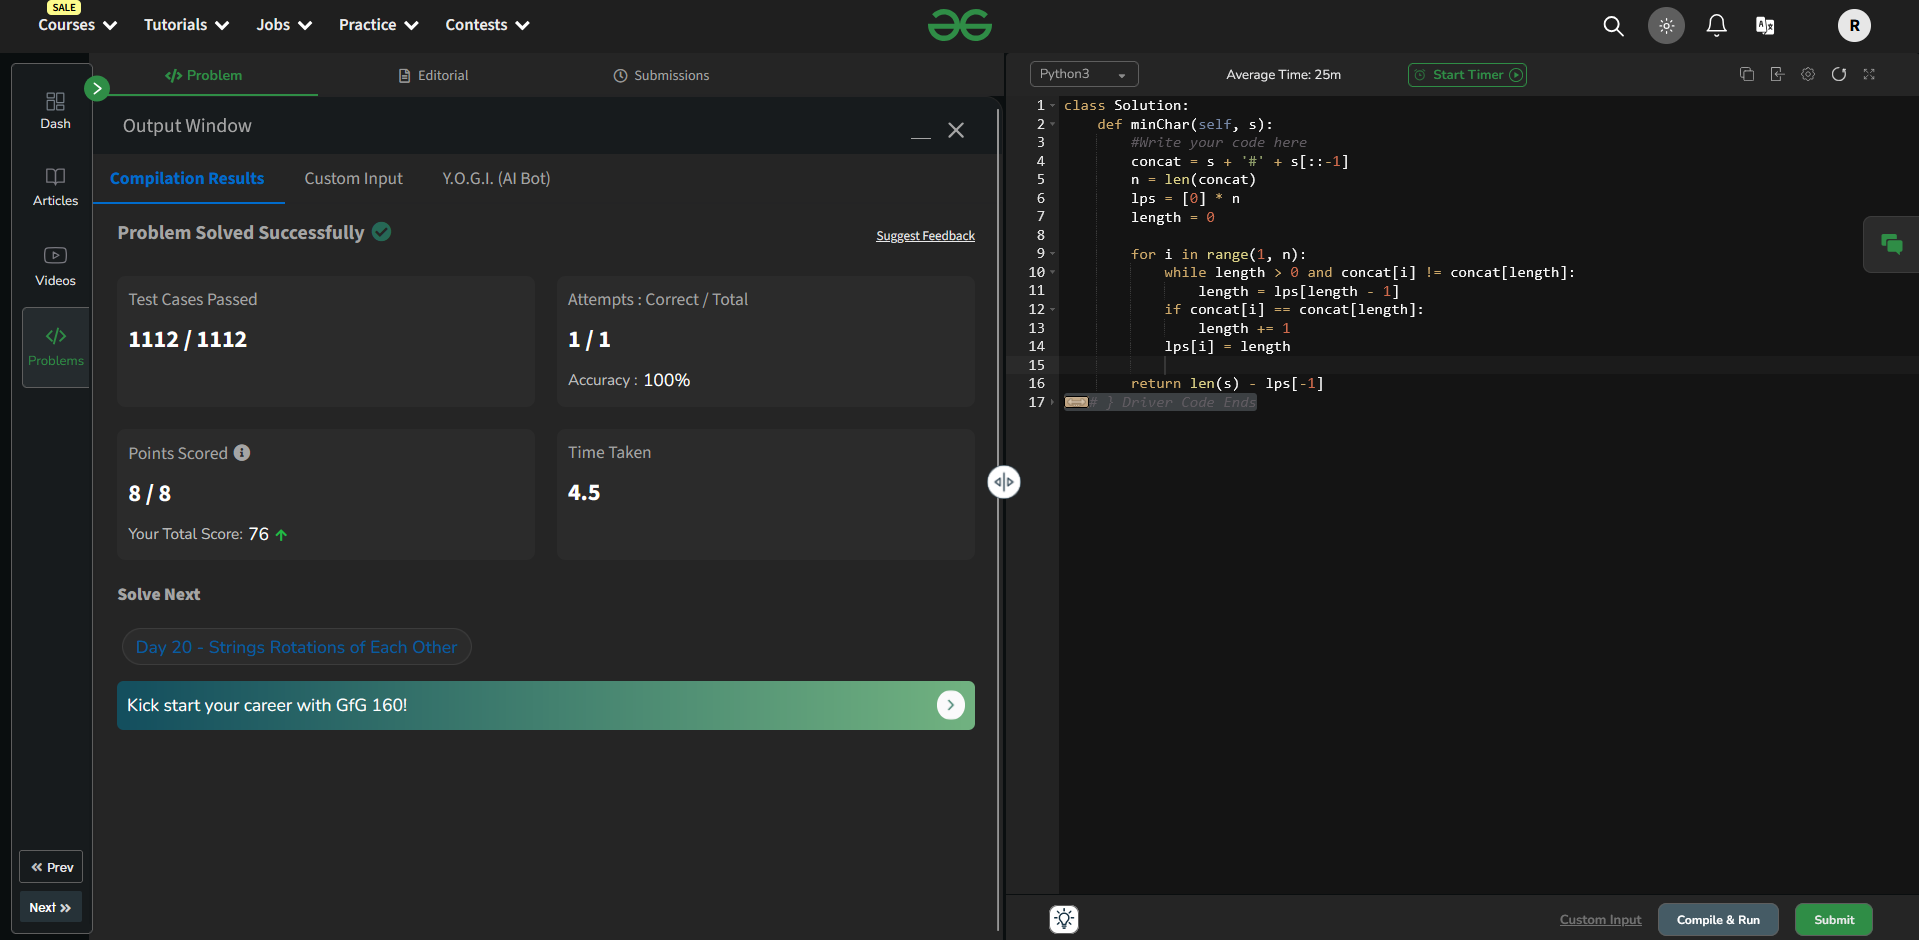 SALE
Courses Tutorials Jobs Practice Contests
R
Dash
Articles
Videos
Problems
« Prev
Next »
</> Problem Editorial Submissions
Output Window
Compilation Results Custom Input Y.O.G.I. (AI Bot)
Problem Solved Successfully
Suggest Feedback
Test Cases Passed
1112 / 1112
Attempts : Correct / Total
1 / 1
Accuracy : 100%
Points Scored
8 / 8
Your Total Score: 76
Time Taken
4.5
Solve Next
Day 20 - Strings Rotations of Each Other
Kick start your career with GfG 160!
Python3 Average Time: 25m Start Timer
1 class Solution:
2     def minChar(self, s):
3         #Write your code here
4         concat = s + '#' + s[::-1]
5         n = len(concat)
6         lps = [0] * n
7         length = 0
8
9         for i in range(1, n):
10             while length > 0 and concat[i] != concat[length]:
11                 length = lps[length - 1]
12             if concat[i] == concat[length]:
13                 length += 1
14             lps[i] = length
15
16         return len(s) - lps[-1]
17 # } Driver Code Ends
Custom Input Compile & Run Submit